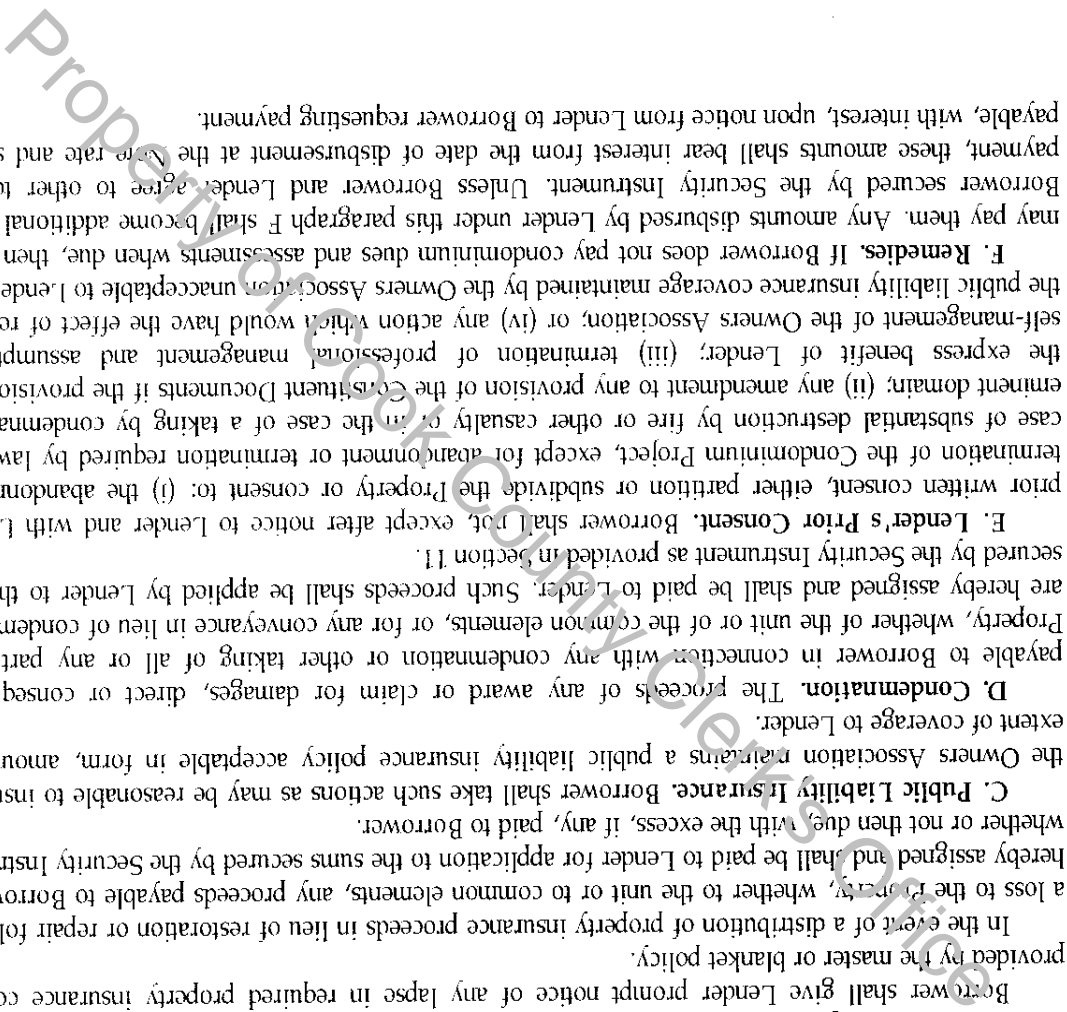 Borrower shall give Lender prompt notice of any lapse in required property insurance co
provided by the master or blanket policy.
In the event of a distribution of property insurance proceeds in lieu of restoration or repair fol
a loss to the Property, whether to the unit or to common elements, any proceeds payable to Borrow
hereby assigned and shall be paid to Lender for application to the sums secured by the Security Instr
whether or not then due, with the excess, if any, paid to Borrower.
C. Public Liability Insurance. Borrower shall take such actions as may be reasonable to insu
the Owners Association maintains a public liability insurance policy acceptable in form, amou
extent of coverage to Lender.
D. Condemnation. The proceeds of any award or claim for damages, direct or conseq
payable to Borrower in connection with any condemnation or other taking of all or any part
Property, whether of the unit or of the common elements, or for any conveyance in lieu of condem
are hereby assigned and shall be paid to Lender. Such proceeds shall be applied by Lender to th
secured by the Security Instrument as provided in Section 11.
E. Lender's Prior Consent. Borrower shall not, except after notice to Lender and with L
prior written consent, either partition or subdivide the Property or consent to: (i) the abandonm
termination of the Condominium Project, except for abandonment or termination required by law
case of substantial destruction by fire or other casualty or in the case of a taking by condemna
eminent domain; (ii) any amendment to any provision of the Constituent Documents if the provisio
the express benefit of Lender; (iii) termination of professional management and assumpt
self-management of the Owners Association; or (iv) any action which would have the effect of re
the public liability insurance coverage maintained by the Owners Association unacceptable to Lende
F. Remedies. If Borrower does not pay condominium dues and assessments when due, then
may pay them. Any amounts disbursed by Lender under this paragraph F shall become additional
Borrower secured by the Security Instrument. Unless Borrower and Lender agree to other te
payment, these amounts shall bear interest from the date of disbursement at the Note rate and s
payable, with interest, upon notice from Lender to Borrower requesting payment.
Property of Cook County Clerk's Office